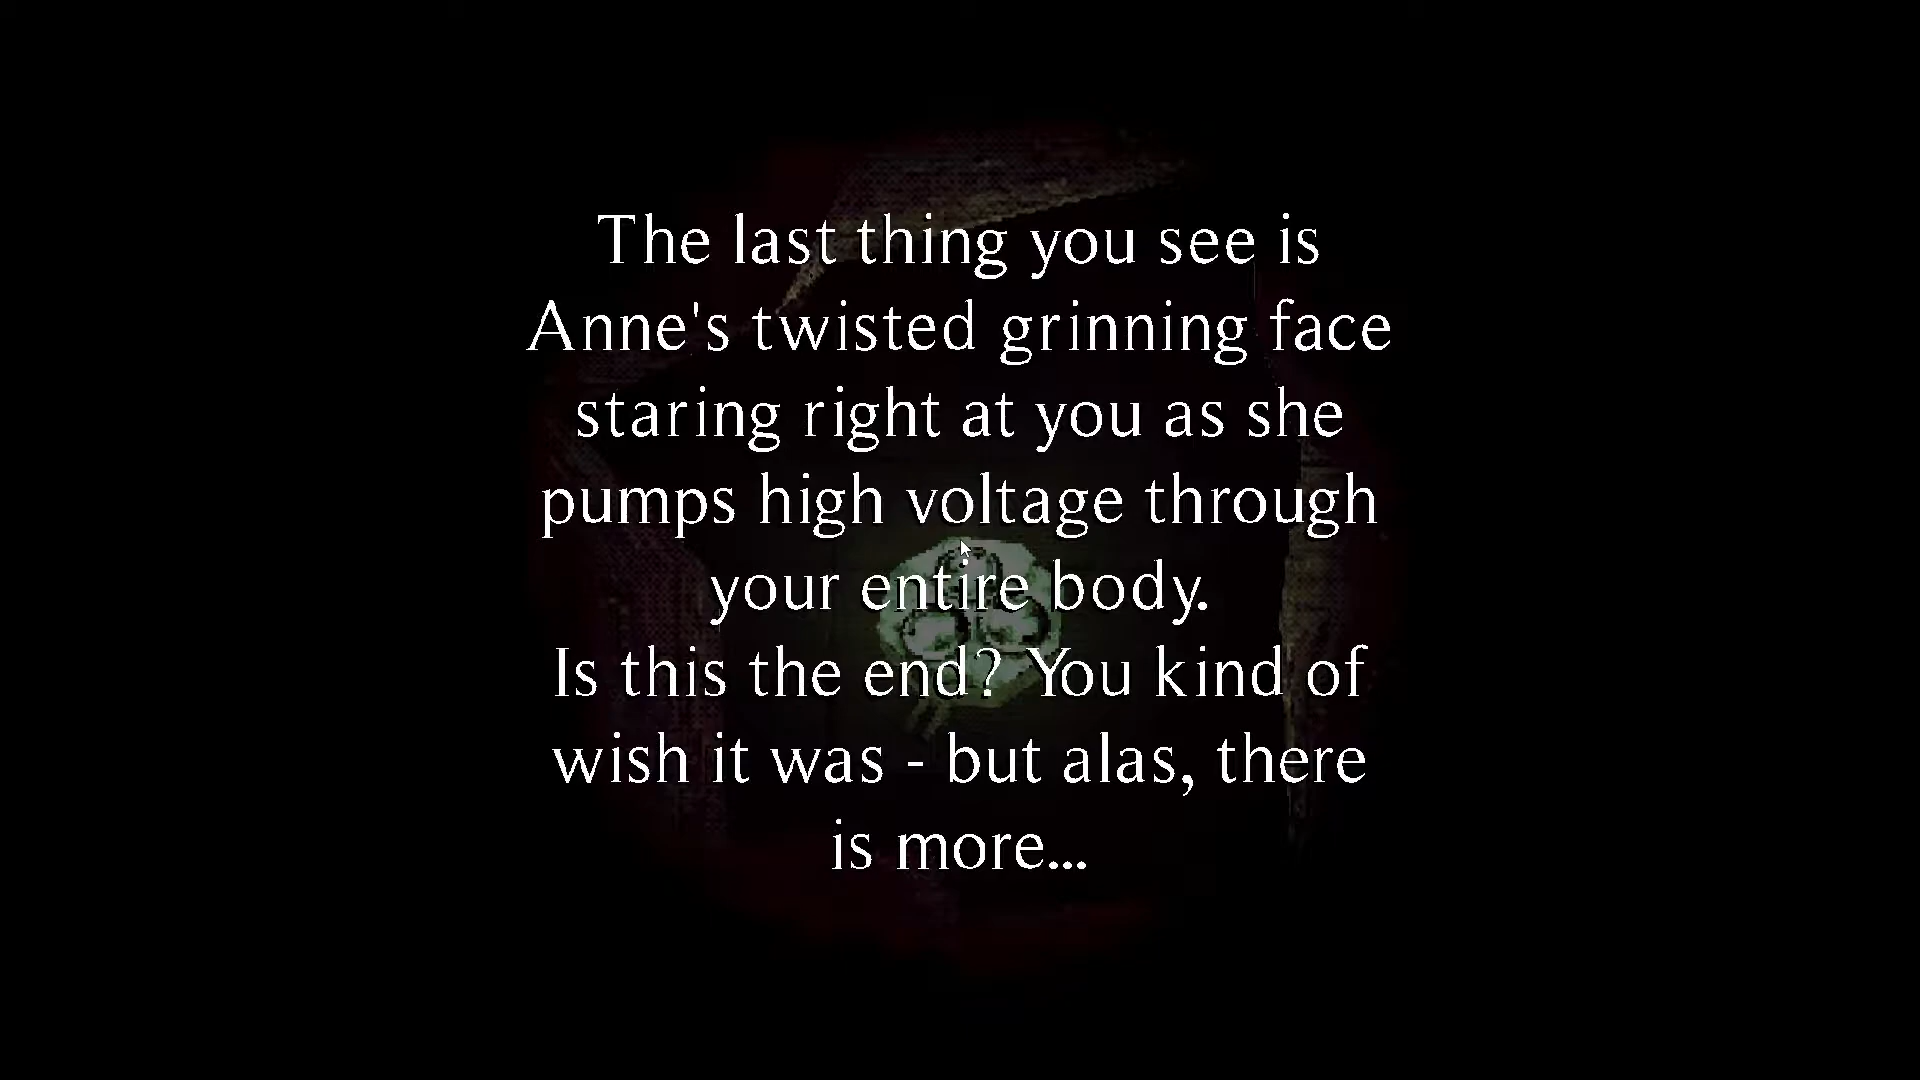 The last thing you see is
Anne's twisted grinning face
staring right at you as she
pumps high voltage through
your entire body.
Is this the end? You kind of
wish it was - but alas, there
is more...